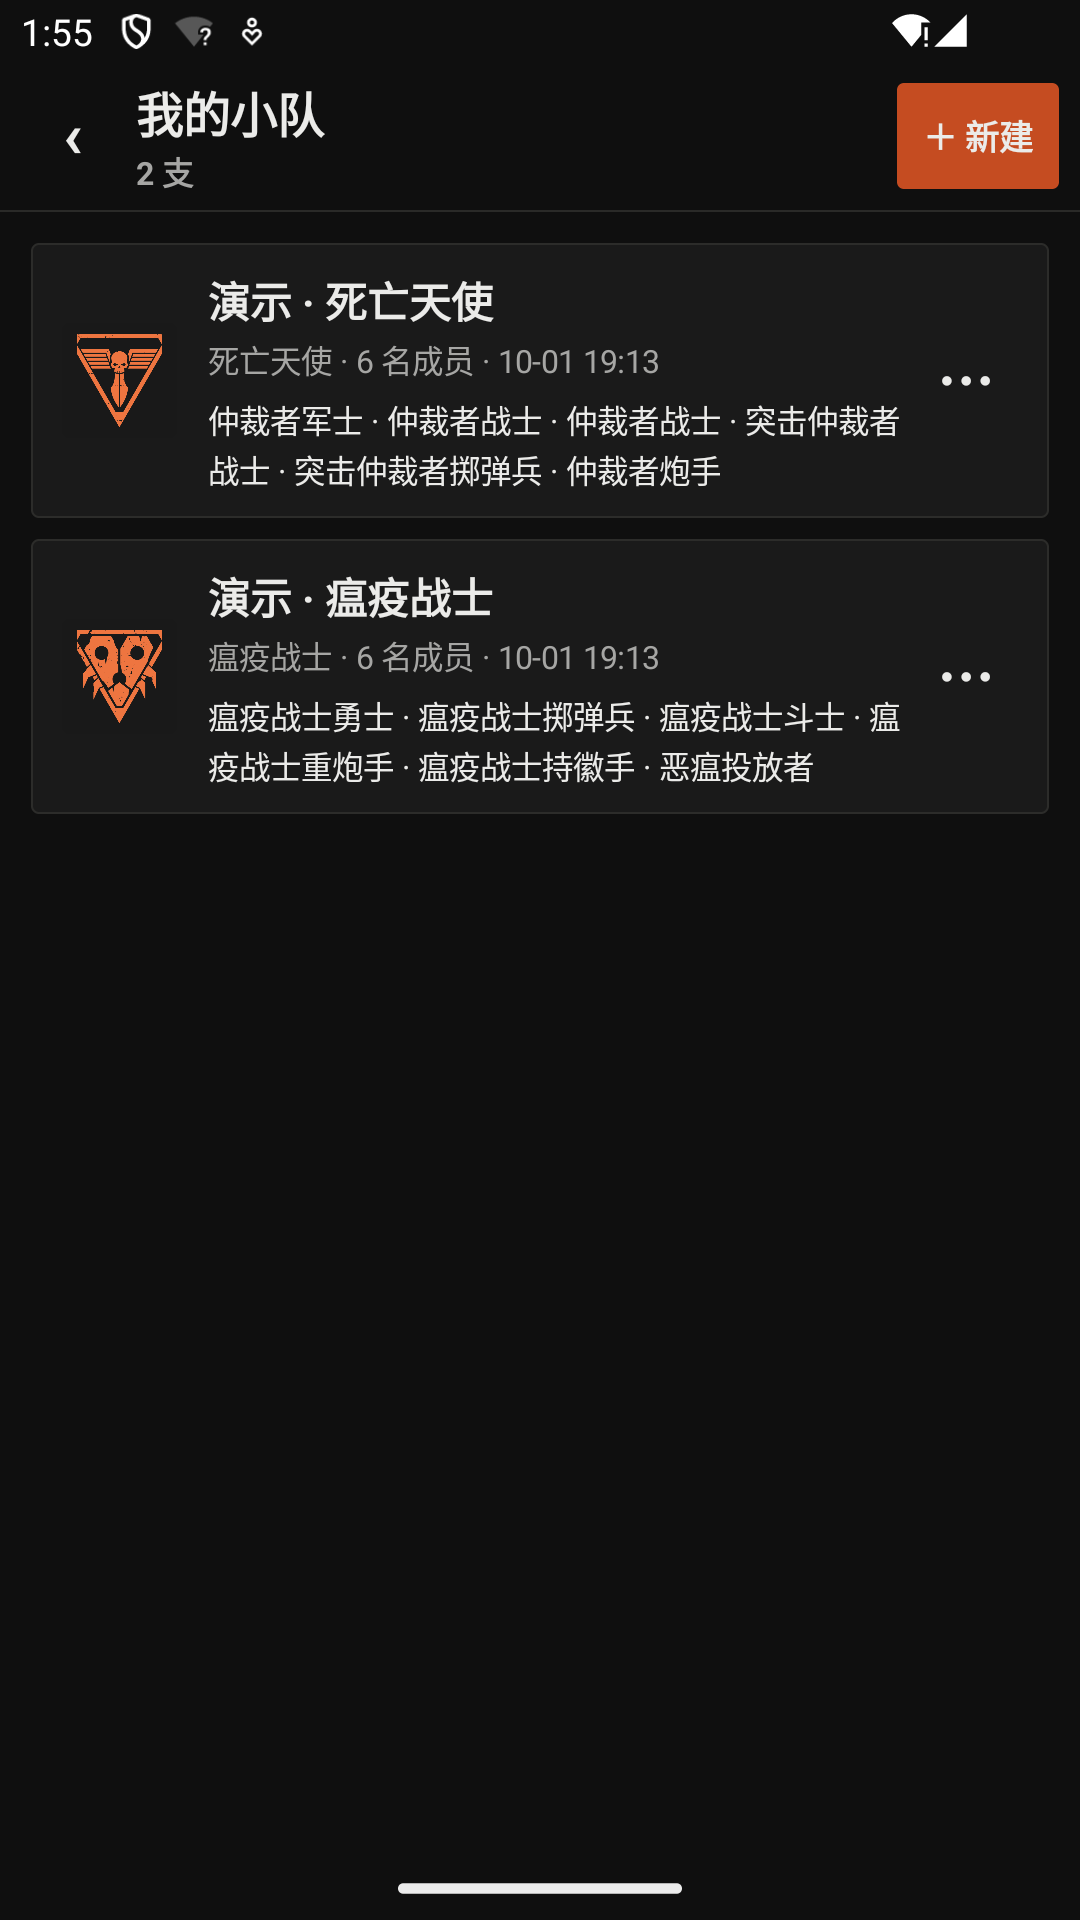 1:55
我的小队
2 支
＋ 新建
演示 · 死亡天使
死亡天使 · 6 名成员 · 10-01 19:13
仲裁者军士 · 仲裁者战士 · 仲裁者战士 · 突击仲裁者
战士 · 突击仲裁者掷弹兵 · 仲裁者炮手
演示 · 瘟疫战士
瘟疫战士 · 6 名成员 · 10-01 19:13
瘟疫战士勇士 · 瘟疫战士掷弹兵 · 瘟疫战士斗士 · 瘟
疫战士重炮手 · 瘟疫战士持徽手 · 恶瘟投放者